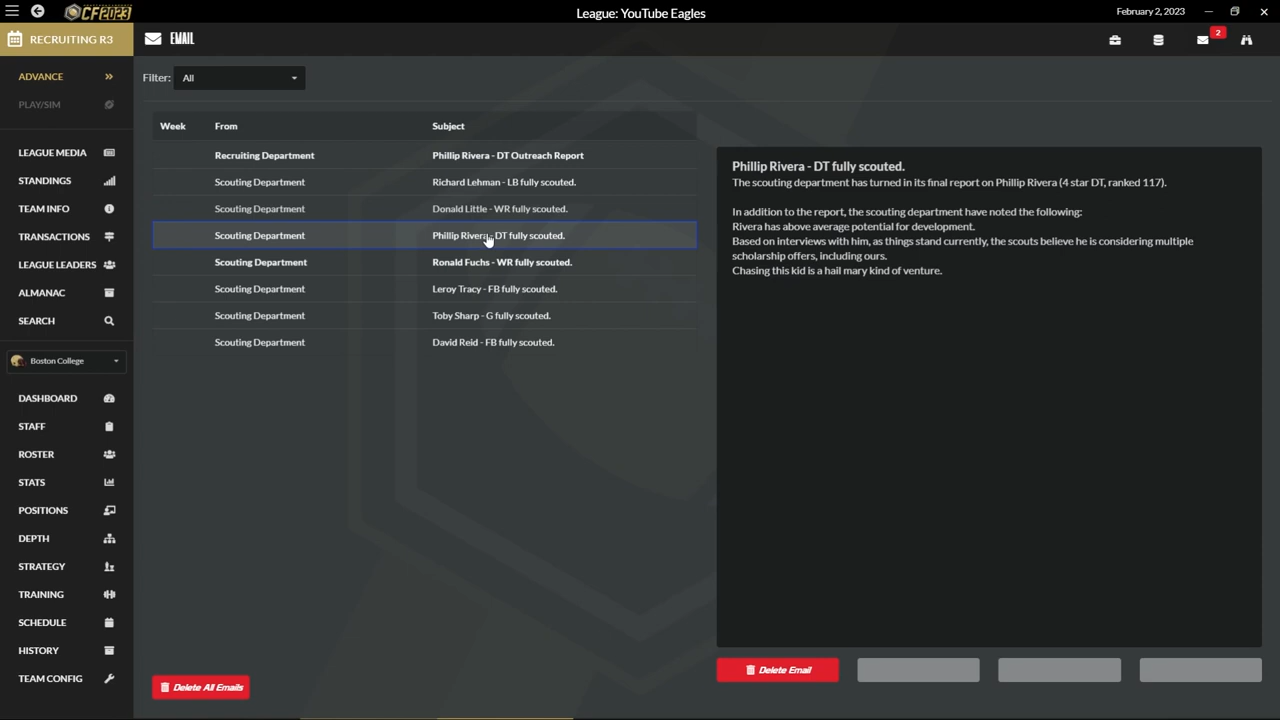 CF2023
League: YouTube Eagles
February 2, 2023
RECRUITING R3
EMAIL
2
ADVANCE
PLAY/SIM
LEAGUE MEDIA
STANDINGS
TEAM INFO
TRANSACTIONS
LEAGUE LEADERS
ALMANAC
SEARCH
Boston College
DASHBOARD
STAFF
ROSTER
STATS
POSITIONS
DEPTH
STRATEGY
TRAINING
SCHEDULE
HISTORY
TEAM CONFIG
Filter: All
Week From Subject
Recruiting Department Phillip Rivera - DT Outreach Report
Scouting Department Richard Lehman - LB fully scouted.
Scouting Department Donald Little - WR fully scouted.
Scouting Department Phillip Rivera - DT fully scouted.
Scouting Department Ronald Fuchs - WR fully scouted.
Scouting Department Leroy Tracy - FB fully scouted.
Scouting Department Toby Sharp - G fully scouted.
Scouting Department David Reid - FB fully scouted.
Delete All Emails
Phillip Rivera - DT fully scouted.
The scouting department has turned in its final report on Phillip Rivera (4 star DT, ranked 117).
In addition to the report, the scouting department have noted the following:
Rivera has above average potential for development.
Based on interviews with him, as things stand currently, the scouts believe he is considering multiple
scholarship offers, including ours.
Chasing this kid is a hail mary kind of venture.
Delete Email